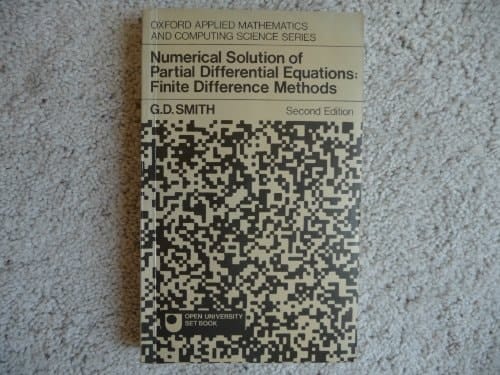 OXFORD APPLIED MATHEMATICS
AND COMPUTING SCIENCE SERIES
Numerical Solution of
Partial Differential Equations:
Finite Difference Methods
G.D. SMITH Second Edition
OPEN UNIVERSITY
SET BOOK